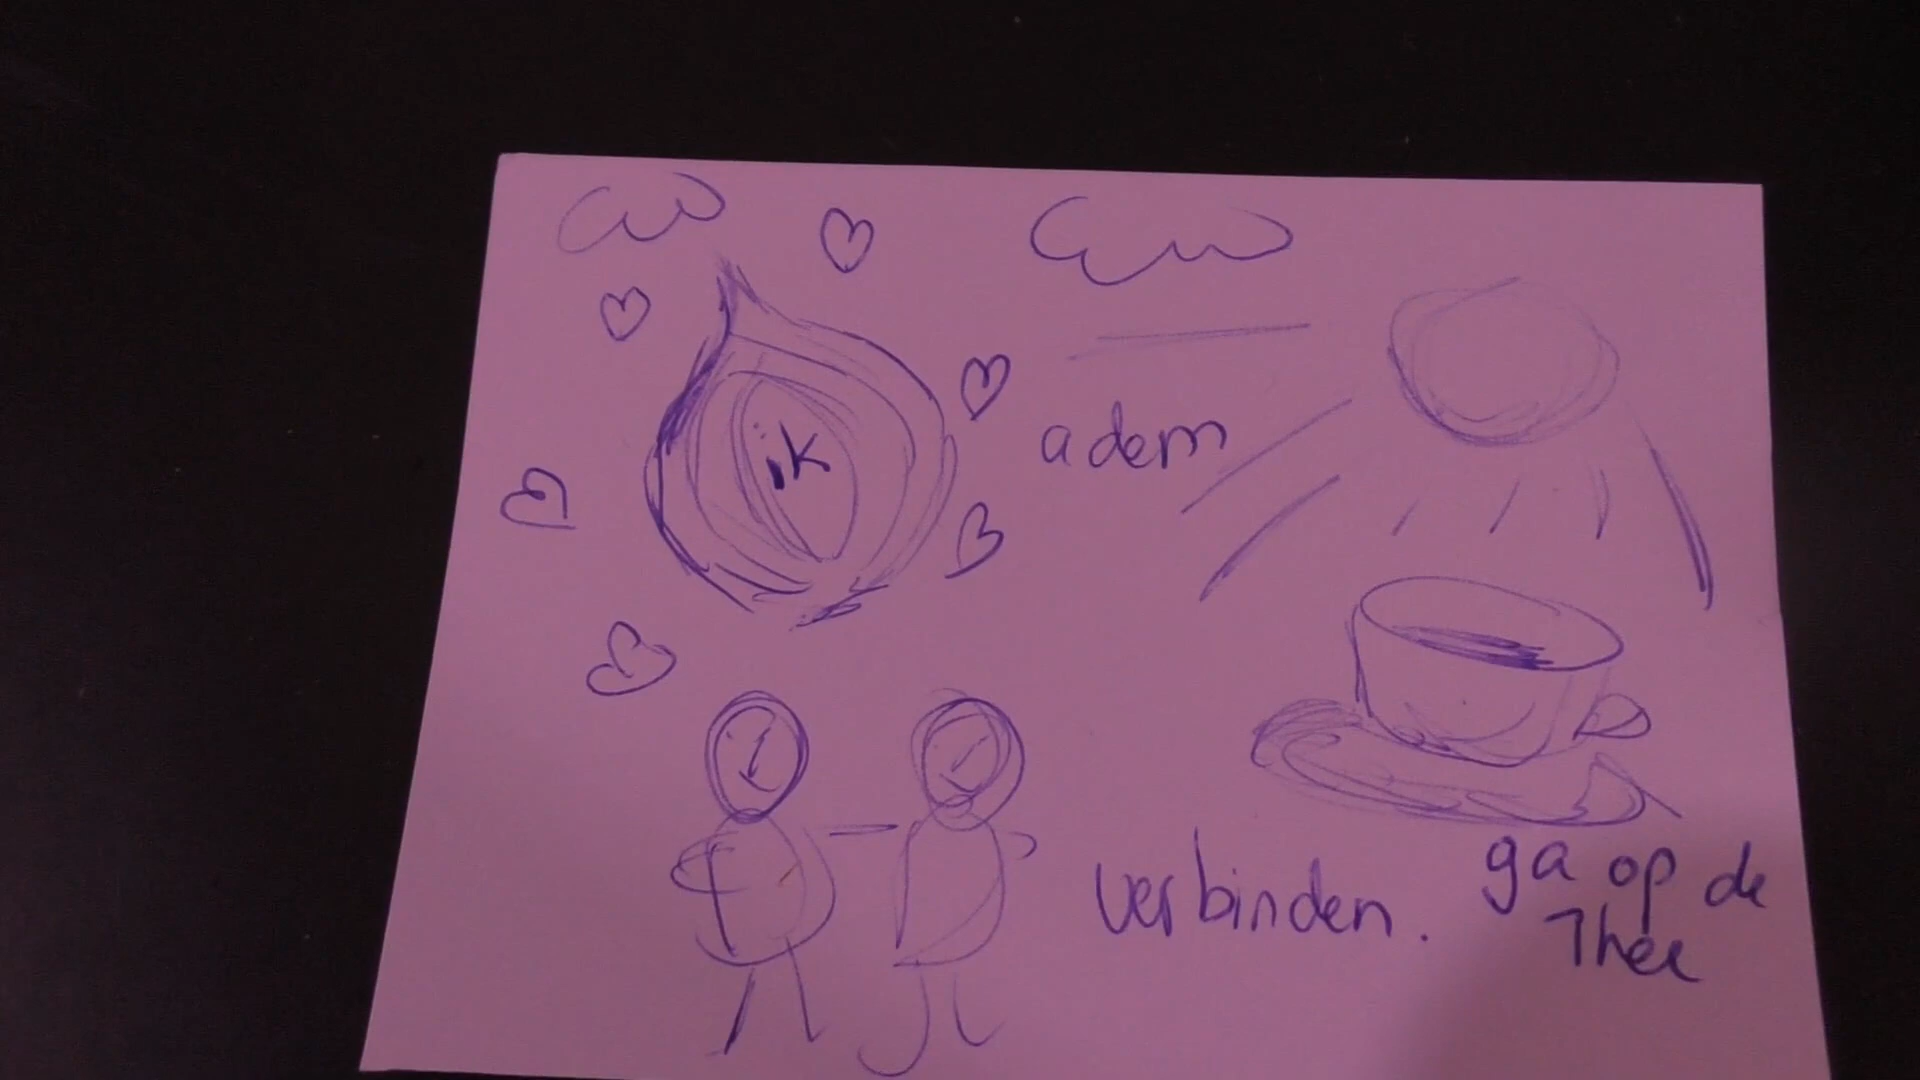 ik
adem
verbinden.
ga op de
Thee